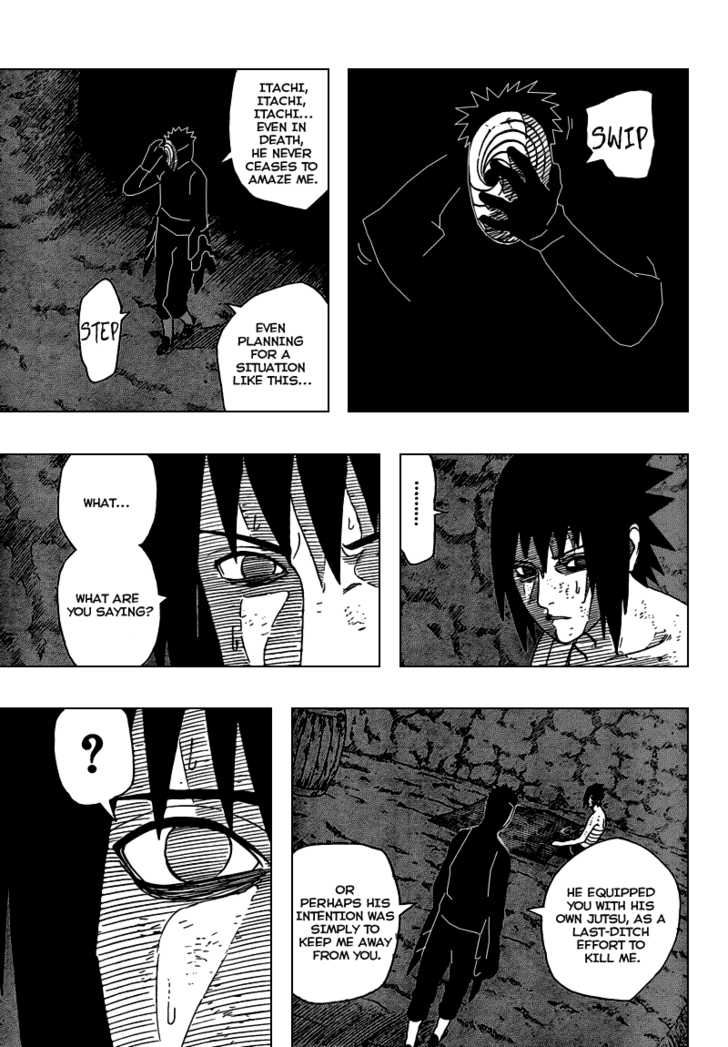 SWIP
ITACHI,
ITACHI,
ITACHI...
EVEN IN
DEATH,
HE NEVER
CEASES TO
AMAZE ME.
STEP
EVEN
PLANNING
FOR A
SITUATION
LIKE THIS...
.........
WHAT...
WHAT ARE
YOU SAYING?
HE EQUIPPED
YOU WITH HIS
OWN JUTSU, AS A
LAST-DITCH
EFFORT TO
KILL ME.
OR
PERHAPS HIS
INTENTION WAS
SIMPLY TO
KEEP ME AWAY
FROM YOU.
?